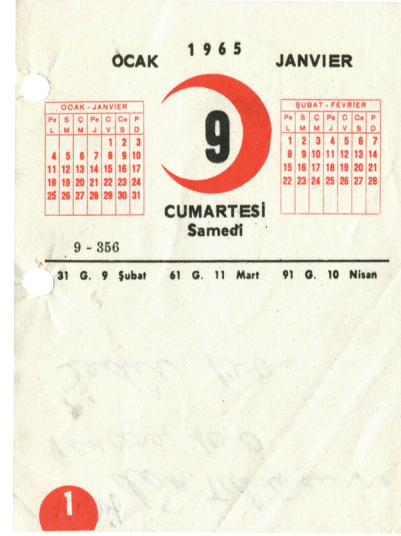 1965
OCAK JANVIER
OCAK - JANVIER
Pe S Ç Pe C Ce P
L M M J V S D
1 2 3
4 5 6 7 8 9 10
11 12 13 14 15 16 17
18 19 20 21 22 23 24
25 26 27 28 29 30 31
9
ŞUBAT - FÉVRIER
Pe S Ç Pe C Ce P
L M M J V S D
1 2 3 4 5 6 7
8 9 10 11 12 13 14
15 16 17 18 19 20 21
22 23 24 25 26 27 28
CUMARTESİ
Samedi
9 - 356
31 G. 9 Şubat 61 G. 11 Mart 91 G. 10 Nisan
1